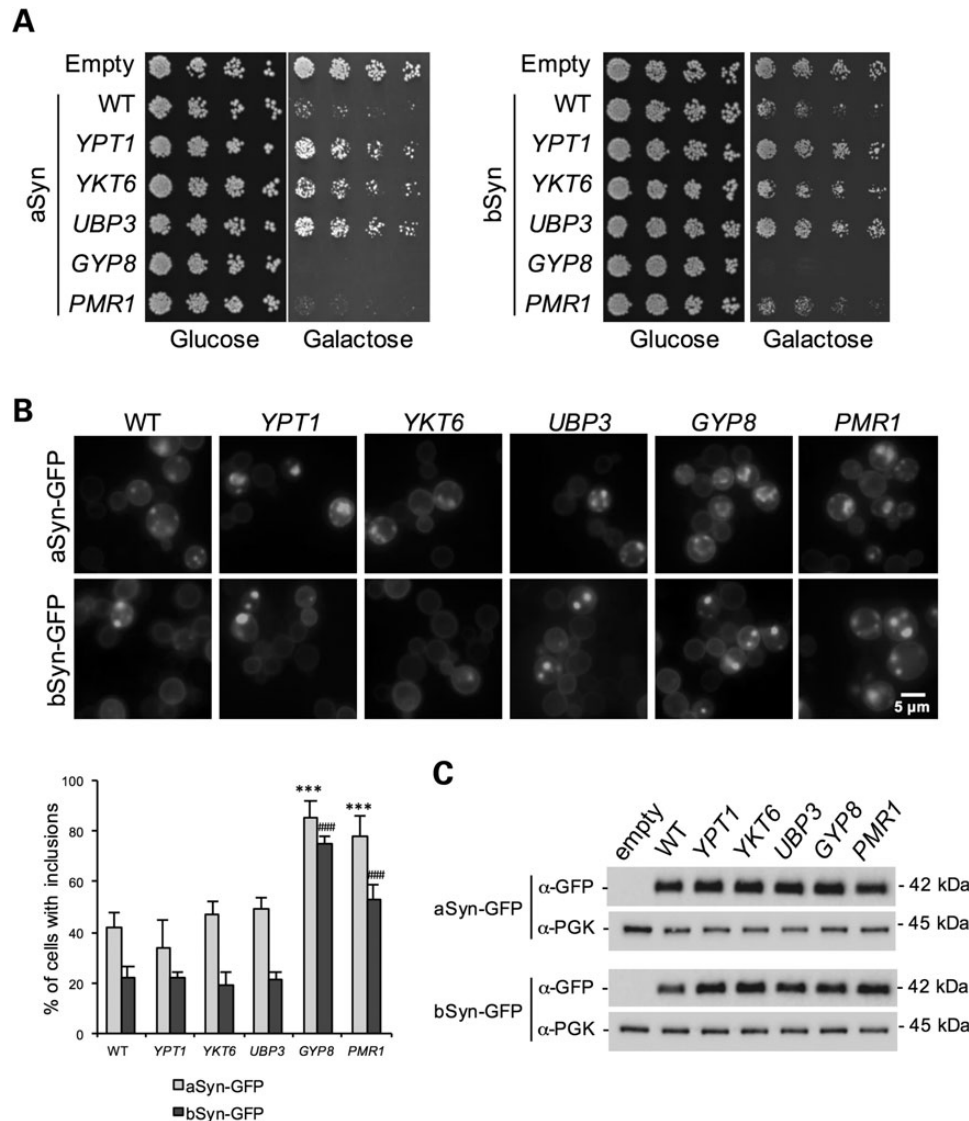 A
Empty
WT
YPT1
YKT6
UBP3
GYP8
PMR1
aSyn
Glucose
Galactose
Empty
WT
YPT1
YKT6
UBP3
GYP8
PMR1
bSyn
Glucose
Galactose
B
WT YPT1 YKT6 UBP3 GYP8 PMR1
aSyn-GFP
bSyn-GFP
5 µm
% of cells with inclusions
100
80
60
40
20
0
***
###
***
###
WT YPT1 YKT6 UBP3 GYP8 PMR1
aSyn-GFP
bSyn-GFP
C
empty WT YPT1 YKT6 UBP3 GYP8 PMR1
aSyn-GFP
α-GFP - 42 kDa
α-PGK - 45 kDa
bSyn-GFP
α-GFP - 42 kDa
α-PGK - 45 kDa